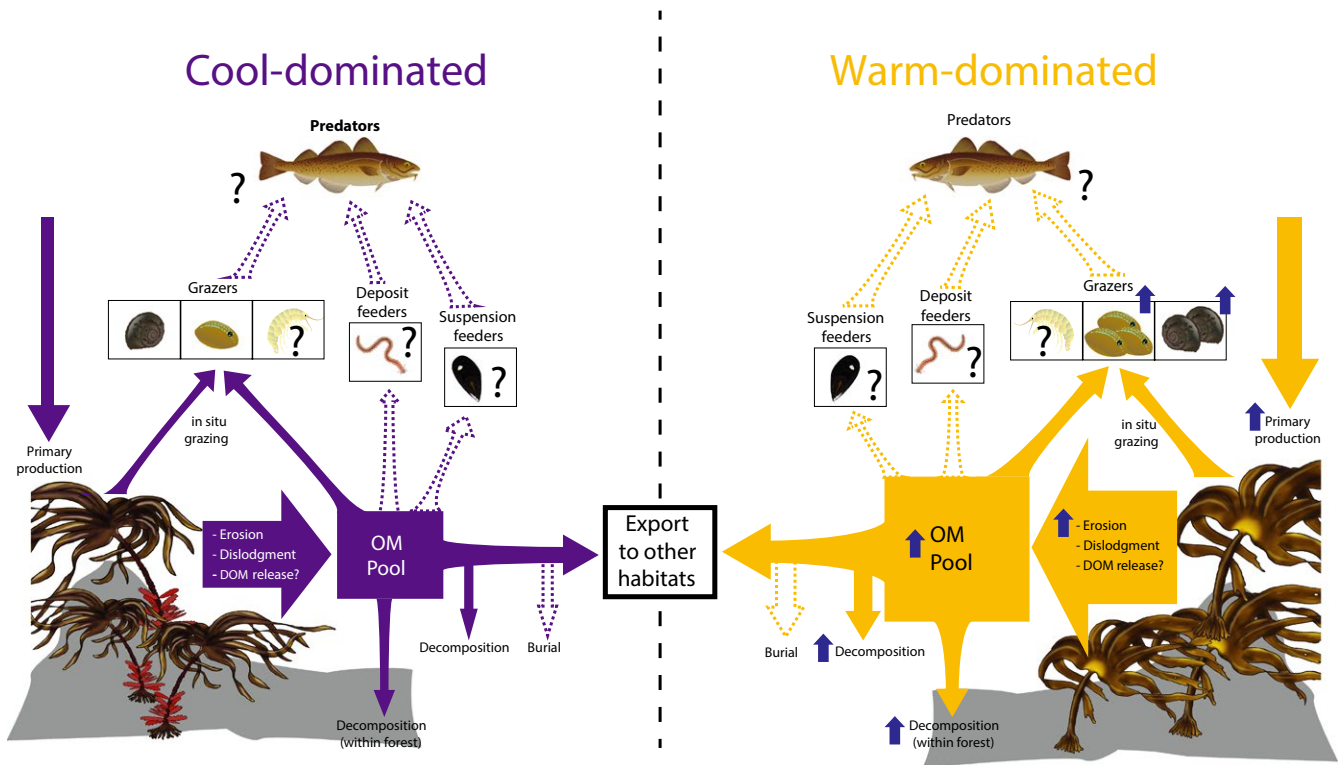 Cool-dominated
Predators
?
Grazers
?
Deposit
feeders
?
Suspension
feeders
?
in situ
grazing
Primary
production
- Erosion
- Dislodgment
- DOM release?
OM
Pool
Decomposition
Burial
Decomposition
(within forest)
Export
to other
habitats
Warm-dominated
Predators
?
Suspension
feeders
?
Deposit
feeders
?
Grazers
?
in situ
grazing
Primary
production
OM
Pool
- Erosion
- Dislodgment
- DOM release?
Burial
Decomposition
Decomposition
(within forest)